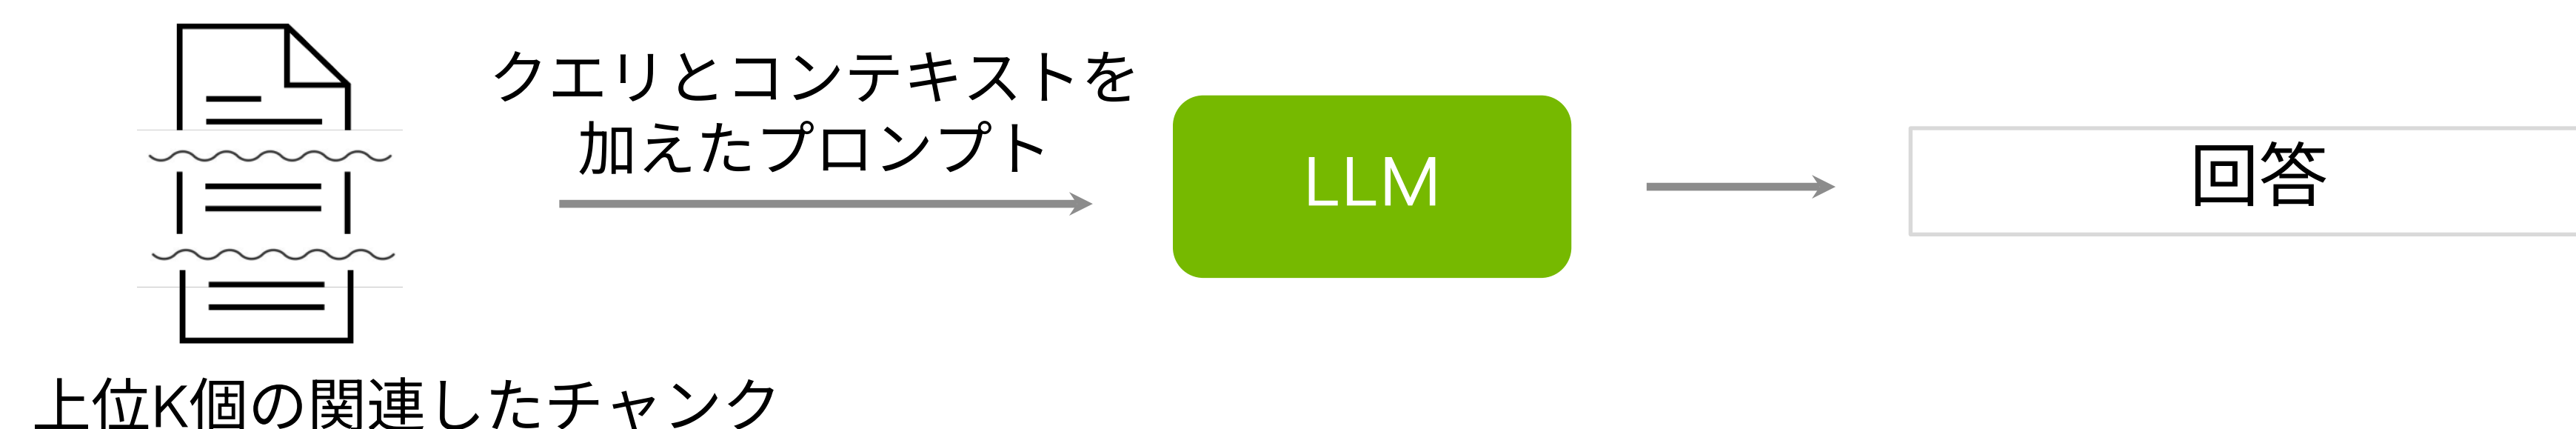 クエリとコンテキストを
加えたプロンプト
LLM
回答
上位K個の関連したチャンク